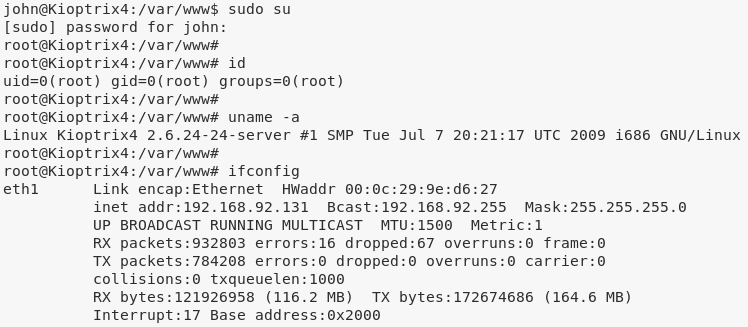 john@Kioptrix4:/var/www$ sudo su
[sudo] password for john:
root@Kioptrix4:/var/www#
root@Kioptrix4:/var/www# id
uid=0(root) gid=0(root) groups=0(root)
root@Kioptrix4:/var/www#
root@Kioptrix4:/var/www# uname -a
Linux Kioptrix4 2.6.24-24-server #1 SMP Tue Jul 7 20:21:17 UTC 2009 i686 GNU/Linux
root@Kioptrix4:/var/www#
root@Kioptrix4:/var/www# ifconfig
eth1      Link encap:Ethernet  HWaddr 00:0c:29:9e:d6:27
          inet addr:192.168.92.131  Bcast:192.168.92.255  Mask:255.255.255.0
          UP BROADCAST RUNNING MULTICAST  MTU:1500  Metric:1
          RX packets:932803 errors:16 dropped:67 overruns:0 frame:0
          TX packets:784208 errors:0 dropped:0 overruns:0 carrier:0
          collisions:0 txqueuelen:1000
          RX bytes:121926958 (116.2 MB)  TX bytes:172674686 (164.6 MB)
          Interrupt:17 Base address:0x2000